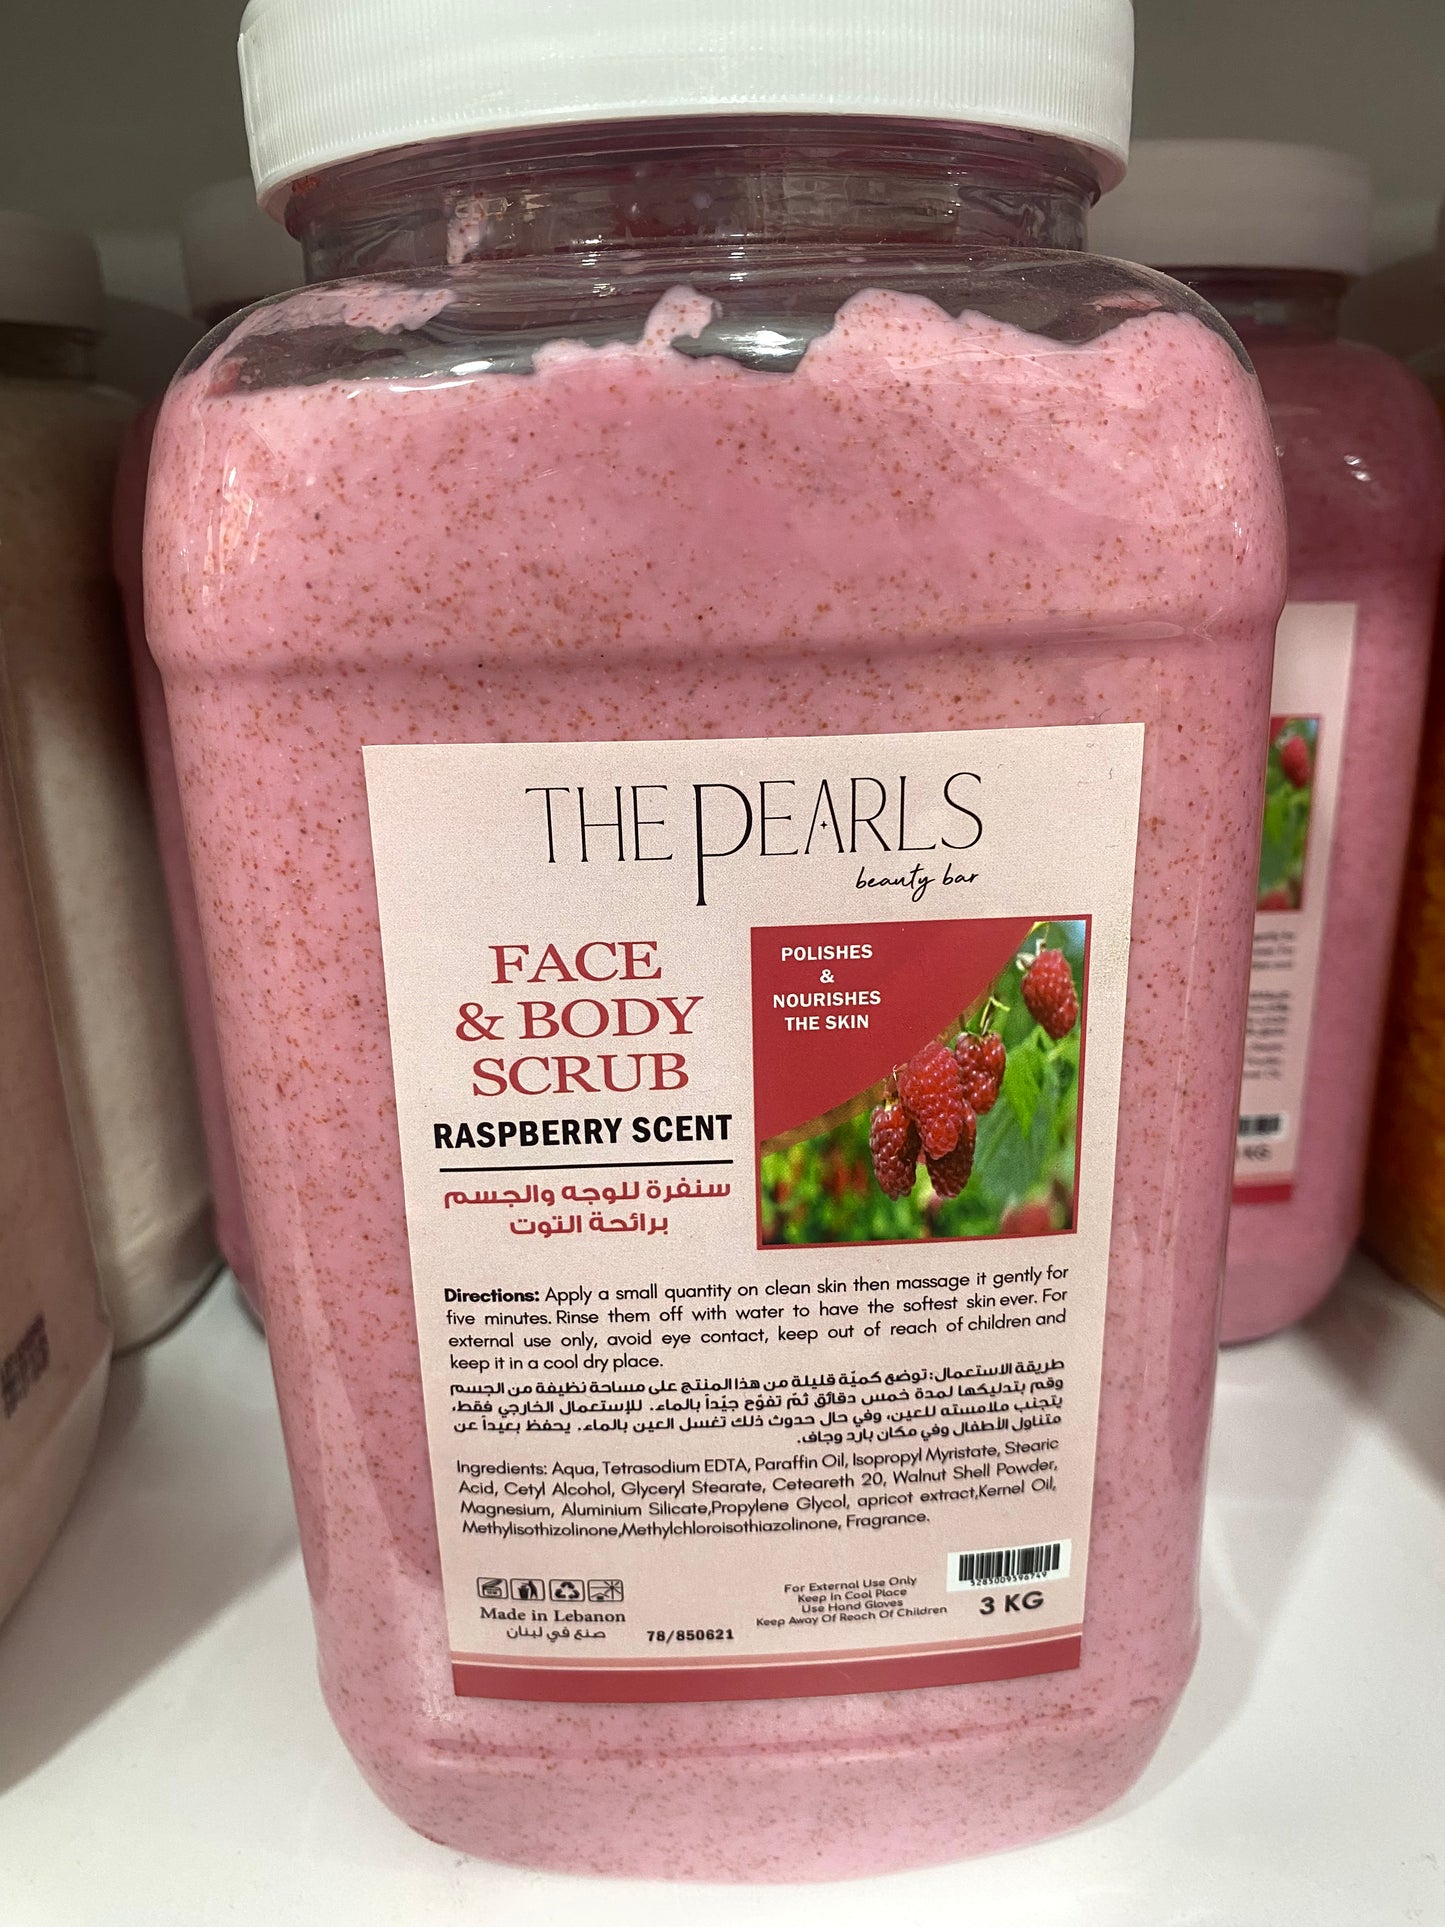 THE PEARLS
beauty bar
FACE
& BODY
SCRUB
RASPBERRY SCENT
سنفرة للوجه والجسم
برائحة التوت
POLISHES
&
NOURISHES
THE SKIN
Directions: Apply a small quantity on clean skin then massage it gently for
five minutes. Rinse them off with water to have the softest skin ever. For
external use only, avoid eye contact, keep out of reach of children and
keep it in a cool dry place.
طريقة الاستعمال: توضع كميّة قليلة من هذا المنتج على مساحة نظيفة من الجسم
وقم بتدليكها لمدة خمس دقائق ثمّ تفوّح جيّداً بالماء. للإستعمال الخارجي فقط،
يتجنب ملامسته للعين، وفي حال حدوث ذلك تغسل العين بالماء. يحفظ بعيداً عن
متناول الأطفال وفي مكان بارد وجاف.
Ingredients: Aqua, Tetrasodium EDTA, Paraffin Oil, Isopropyl Myristate, Stearic
Acid, Cetyl Alcohol, Glyceryl Stearate, Ceteareth 20, Walnut Shell Powder,
Magnesium, Aluminium Silicate,Propylene Glycol, apricot extract,Kernel Oil,
Methylisothizolinone,Methylchloroisothiazolinone, Fragrance.
Made in Lebanon
صنع في لبنان
78/850621
For External Use Only
Keep In Cool Place
Use Hand Gloves
Keep Away Of Reach Of Children
5285009596749
3 KG